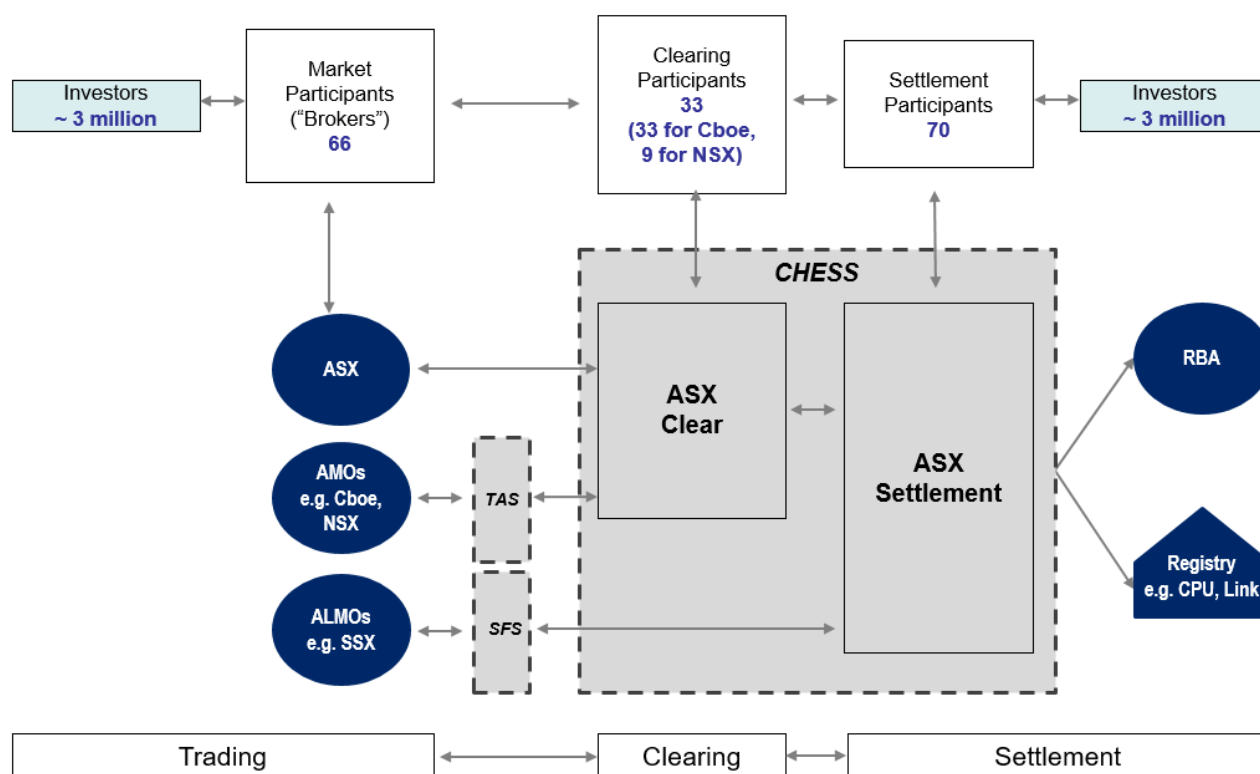 Investors
~ 3 million
Market
Participants
(“Brokers”)
66
Clearing
Participants
33
(33 for Cboe,
9 for NSX)
Settlement
Participants
70
Investors
~ 3 million
CHESS
ASX
ASX
Clear
ASX
Settlement
RBA
AMOs
e.g. Cboe,
NSX
TAS
ALMOs
e.g. SSX
SFS
Registry
e.g. CPU, Link
Trading
Clearing
Settlement